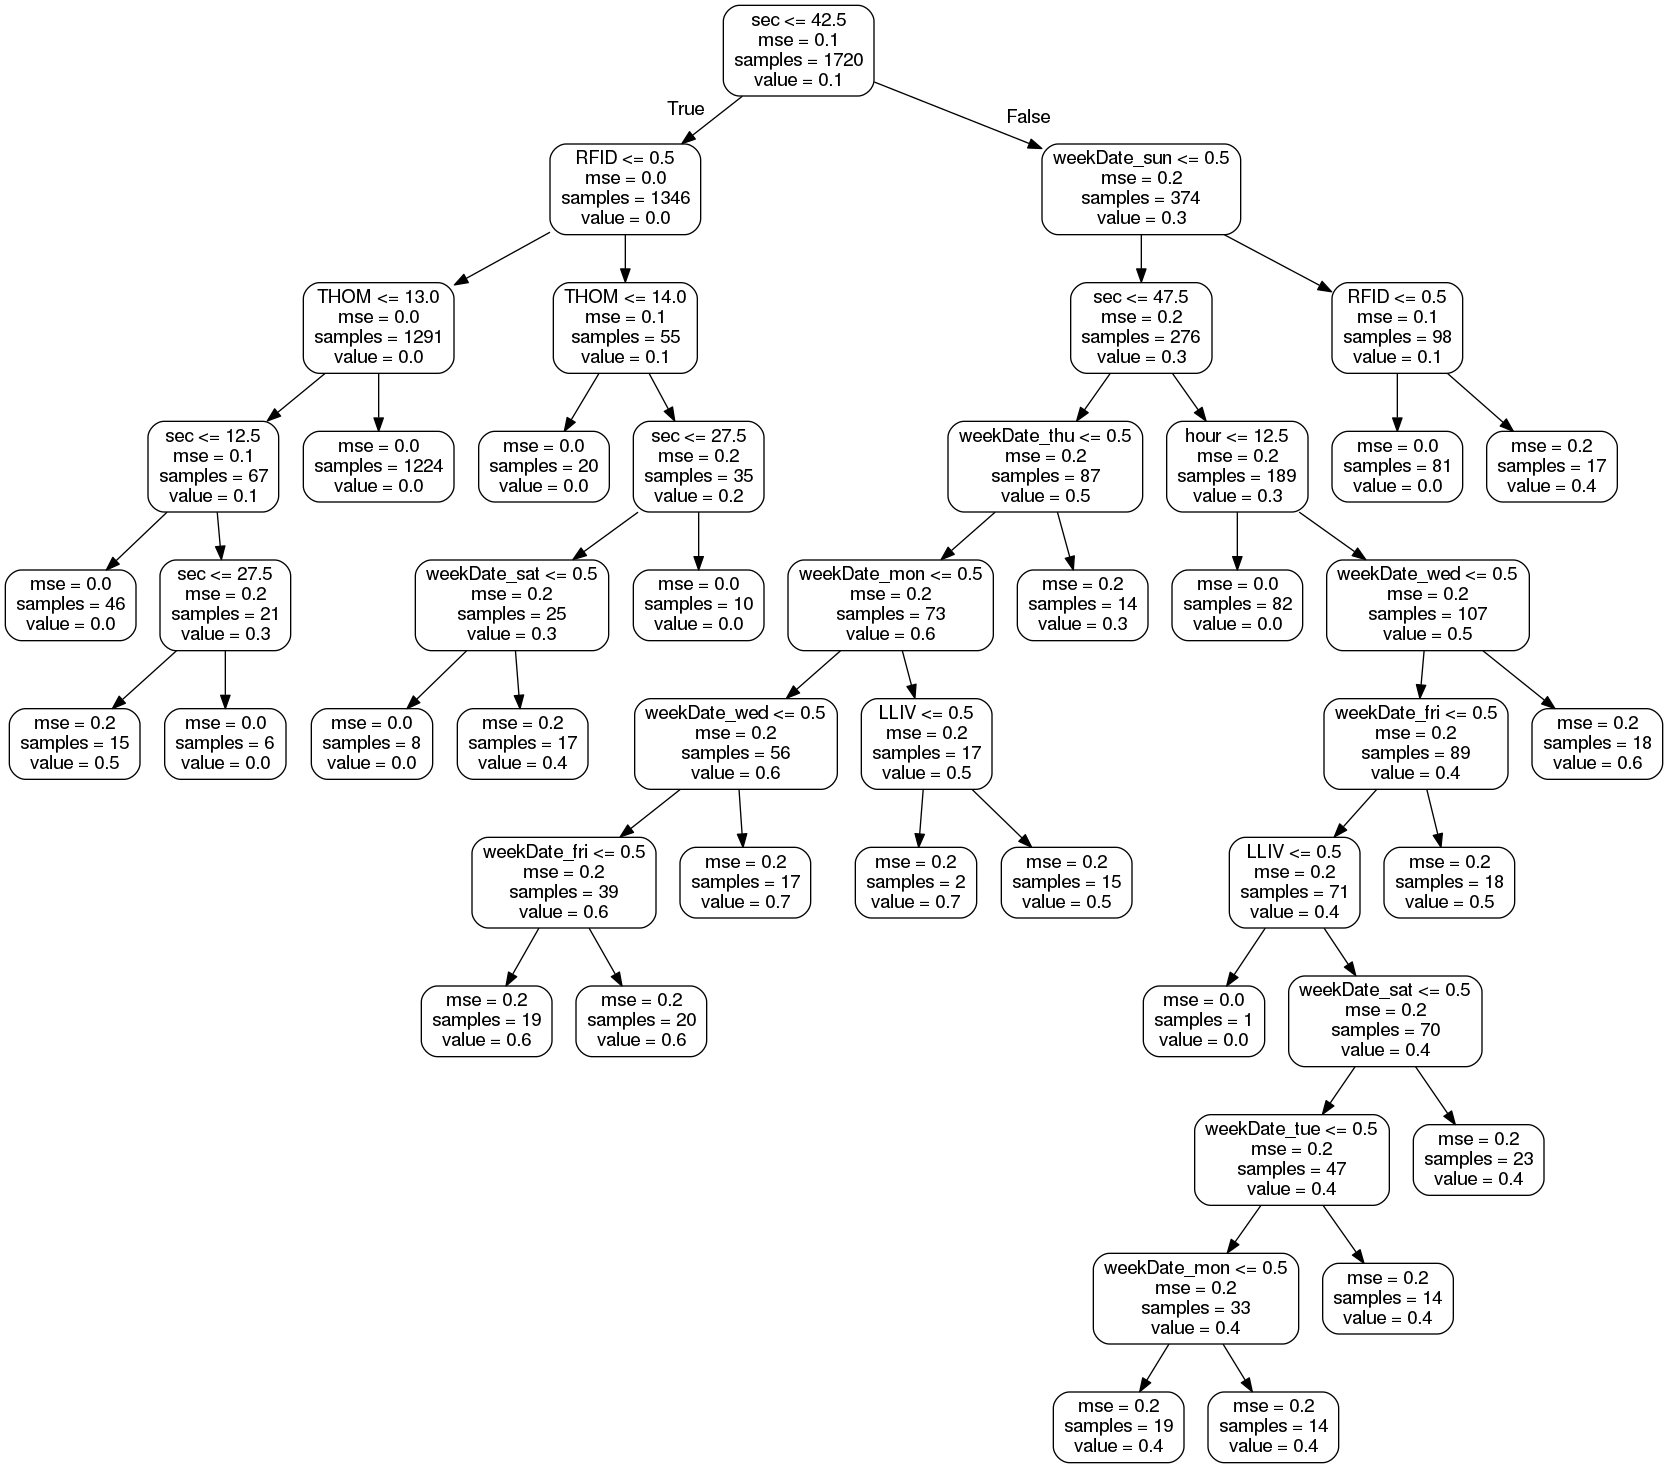 sec <= 42.5
mse = 0.1
samples = 1720
value = 0.1
True
False
RFID <= 0.5
mse = 0.0
samples = 1346
value = 0.0
weekDate_sun <= 0.5
mse = 0.2
samples = 374
value = 0.3
THOM <= 13.0
mse = 0.0
samples = 1291
value = 0.0
THOM <= 14.0
mse = 0.1
samples = 55
value = 0.1
sec <= 47.5
mse = 0.2
samples = 276
value = 0.3
RFID <= 0.5
mse = 0.1
samples = 98
value = 0.1
sec <= 12.5
mse = 0.1
samples = 67
value = 0.1
mse = 0.0
samples = 1224
value = 0.0
mse = 0.0
samples = 20
value = 0.0
sec <= 27.5
mse = 0.2
samples = 35
value = 0.2
weekDate_thu <= 0.5
mse = 0.2
samples = 87
value = 0.5
hour <= 12.5
mse = 0.2
samples = 189
value = 0.3
mse = 0.0
samples = 81
value = 0.0
mse = 0.2
samples = 17
value = 0.4
mse = 0.0
samples = 46
value = 0.0
sec <= 27.5
mse = 0.2
samples = 21
value = 0.3
weekDate_sat <= 0.5
mse = 0.2
samples = 25
value = 0.3
mse = 0.0
samples = 10
value = 0.0
weekDate_mon <= 0.5
mse = 0.2
samples = 73
value = 0.6
mse = 0.2
samples = 14
value = 0.3
mse = 0.0
samples = 82
value = 0.0
weekDate_wed <= 0.5
mse = 0.2
samples = 107
value = 0.5
mse = 0.2
samples = 15
value = 0.5
mse = 0.0
samples = 6
value = 0.0
mse = 0.0
samples = 8
value = 0.0
mse = 0.2
samples = 17
value = 0.4
weekDate_wed <= 0.5
mse = 0.2
samples = 56
value = 0.6
LLIV <= 0.5
mse = 0.2
samples = 17
value = 0.5
weekDate_fri <= 0.5
mse = 0.2
samples = 89
value = 0.4
mse = 0.2
samples = 18
value = 0.6
weekDate_fri <= 0.5
mse = 0.2
samples = 39
value = 0.6
mse = 0.2
samples = 17
value = 0.7
mse = 0.2
samples = 2
value = 0.7
mse = 0.2
samples = 15
value = 0.5
LLIV <= 0.5
mse = 0.2
samples = 71
value = 0.4
mse = 0.2
samples = 18
value = 0.5
mse = 0.2
samples = 19
value = 0.6
mse = 0.2
samples = 20
value = 0.6
mse = 0.0
samples = 1
value = 0.0
weekDate_sat <= 0.5
mse = 0.2
samples = 70
value = 0.4
weekDate_tue <= 0.5
mse = 0.2
samples = 47
value = 0.4
mse = 0.2
samples = 23
value = 0.4
weekDate_mon <= 0.5
mse = 0.2
samples = 33
value = 0.4
mse = 0.2
samples = 14
value = 0.4
mse = 0.2
samples = 19
value = 0.4
mse = 0.2
samples = 14
value = 0.4